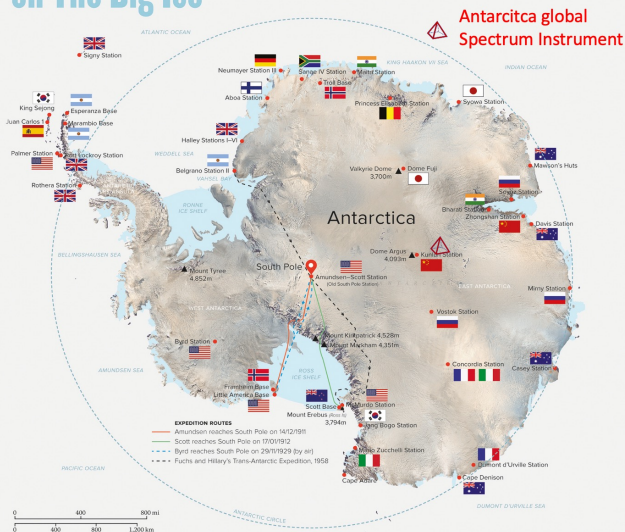 On The Big Ice
Antarcitca global
Spectrum Instrument
ATLANTIC OCEAN
Signy Station
KING HAAKON VII SEA
INDIAN OCEAN
Neumayer Station III
Sanae IV Station
Maitri Station
Troll Base
Aboa Station
Princess Elisabeth Station
Syowa Station
King Sejong
Esperanza Base
Juan Carlos I
Marambio Base
Halley Stations I–VI
Palmer Station
Port Lockroy Station
WEDDELL SEA
Belgrano Station II
VAHSEL BAY
Rothera Station
Valkyrie Dome
3,700m
Dome Fuji
Mawson's Huts
RONNE
ICE SHELF
Bharati Station
Zhongshan Station
Davis Station
Antarctica
BELLINGSHAUSEN SEA
Dome Argus
4,093m
Kunlun Station
South Pole
Amundsen–Scott Station
(Old South Pole Station)
Mount Tyree
4,852m
EAST ANTARCTICA
Mirny Station
WEST ANTARCTICA
Vostok Station
Mount Kirkpatrick 4,528m
Mount Markham 4,351m
Byrd Station
Concordia Station
Casey Station
AMUNDSEN SEA
ROSS
ICE SHELF
Framheim Base
Little America Base
Scott Base
McMurdo Station
Mount Erebus
3,794m
Jang Bogo Station
EXPEDITION ROUTES
Amundsen reaches South Pole on 14/12/1911
Scott reaches South Pole on 17/01/1912
Byrd reaches South Pole on 29/11/1929 (by air)
Fuchs and Hillary's Trans-Antarctic Expedition, 1958
Mario Zucchelli Station
Dumont d'Urville Station
Cape Adare
Cape Denison
PACIFIC OCEAN
ANTARCTIC CIRCLE
DUMONT D'URVILLE SEA
0 400 800 mi
0 400 800 1,200 km